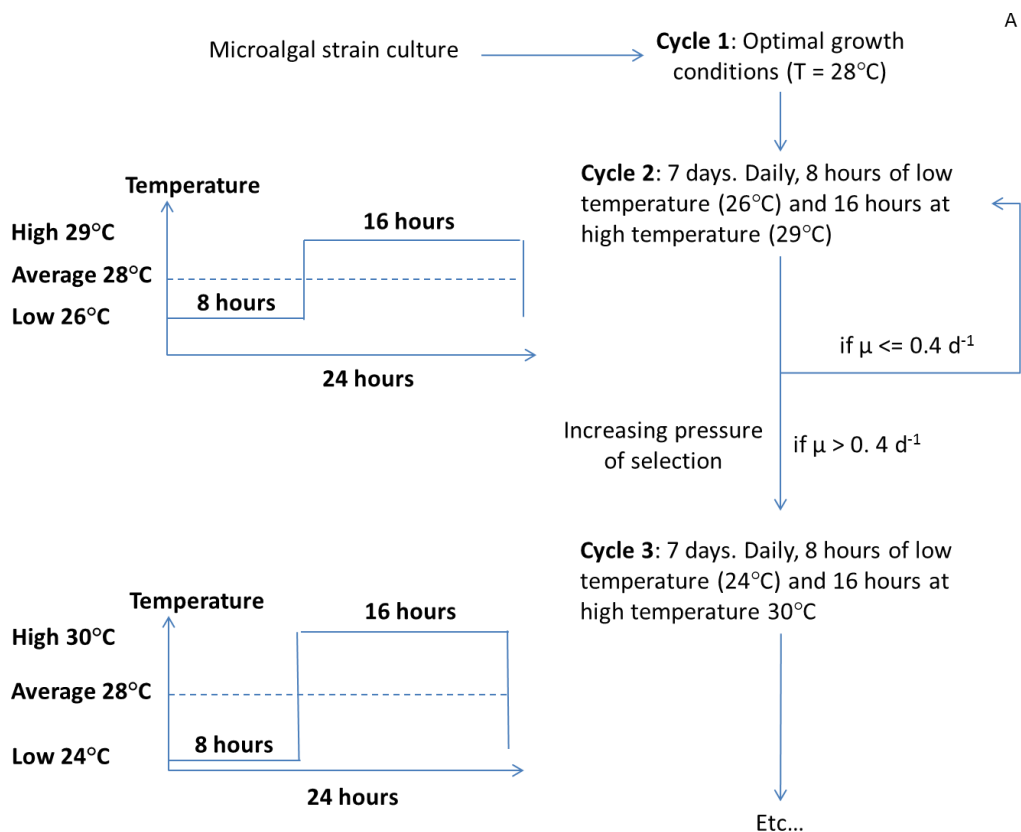 A
Microalgal strain culture
Cycle 1: Optimal growth
conditions (T = 28°C)
Cycle 2: 7 days. Daily, 8 hours of low
temperature (26°C) and 16 hours at
high temperature (29°C)
Temperature
High 29°C
16 hours
Average 28°C
8 hours
Low 26°C
24 hours
if µ <= 0.4 d-1
Increasing pressure
of selection
if µ > 0. 4 d-1
Cycle 3: 7 days. Daily, 8 hours of low
temperature (24°C) and 16 hours at
high temperature 30°C
Temperature
High 30°C
16 hours
Average 28°C
8 hours
Low 24°C
24 hours
Etc...